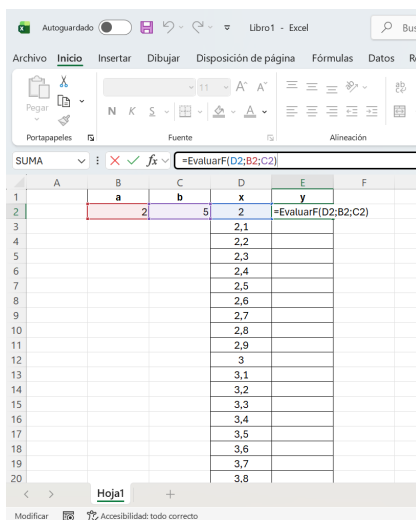 Autoguardado
Libro1 - Excel
Bus
Archivo Inicio Insertar Dibujar Disposición de página Fórmulas Datos
Pegar
11 A^ A˅
N K S A
ab
Portapapeles Fuente Alineación
SUMA fx =EvaluarF(D2;B2;C2)
A B C D E F
1 a b x y
2 2 5 2 =EvaluarF(D2;B2;C2)
3 2,1
4 2,2
5 2,3
6 2,4
7 2,5
8 2,6
9 2,7
10 2,8
11 2,9
12 3
13 3,1
14 3,2
15 3,3
16 3,4
17 3,5
18 3,6
19 3,7
20 3,8
Hoja1
Modificar Accesibilidad: todo correcto